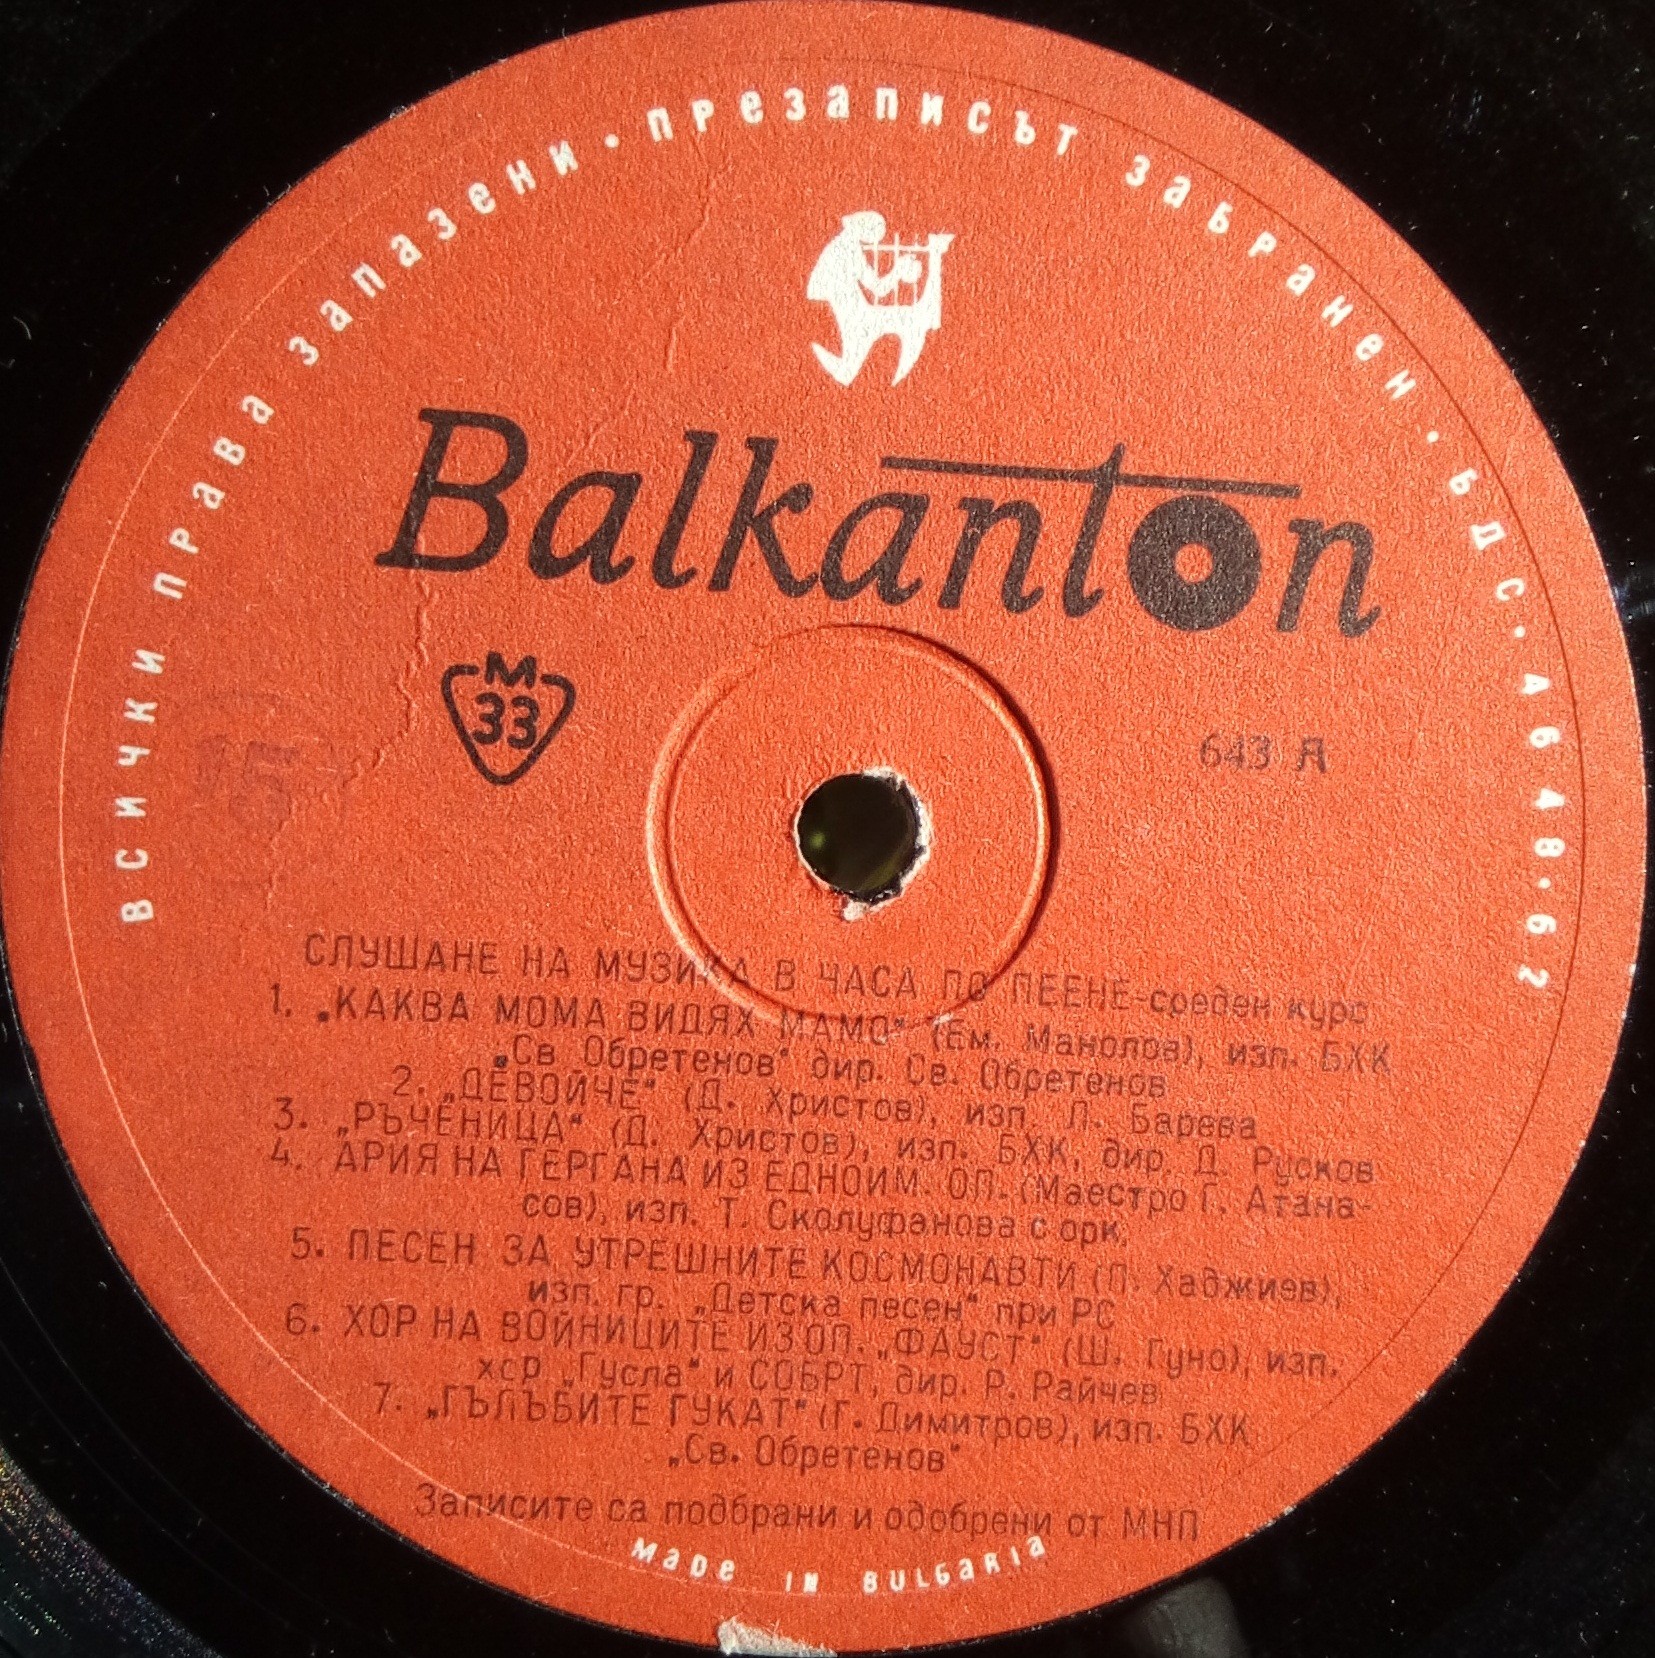 ВСИЧКИ ПРАВА ЗАПАЗЕНИ · ПРЕЗАПИСЪТ ЗАБРАНЕН · БДС · 4648 · 62
Balkanton
М
33
643 А
СЛУШАНЕ НА МУЗИКА В ЧАСА ПО ПЕЕНЕ-среден курс
1. „КАКВА МОМА ВИДЯХ МАМО“ (Ем. Манолов), изп. БХК
„Св Обретенов“ дир. Св. Обретенов
2. „ДЕВОЙЧЕ“ (Д. Христов), изп. Л. Барева
3. „РЪЧЕНИЦА“ (Д. Христов), изп. БХК, дир. Д. Русков
4. АРИЯ НА ГЕРГАНА ИЗ ЕДНОИМ. ОП. (Маестро Г. Атана-
сов), изп. Т. Сколуфанова с орк.
5. ПЕСЕН ЗА УТРЕШНИТЕ КОСМОНАВТИ (П. Хаджиев),
изп. гр. „Детска песен“ при РС
6. ХОР НА ВОЙНИЦИТЕ ИЗ ОП. „ФАУСТ“ (Ш. Гуно), изп.
хор „Гусла“ и СОБРТ, дир. Р. Райчев
7. „ГЪЛЪБИТЕ ГУКАТ“ (Г. Димитров), изп. БХК
„Св. Обретенов“
Записите са подбрани и одобрени от МНП
MADE IN BULGARIA